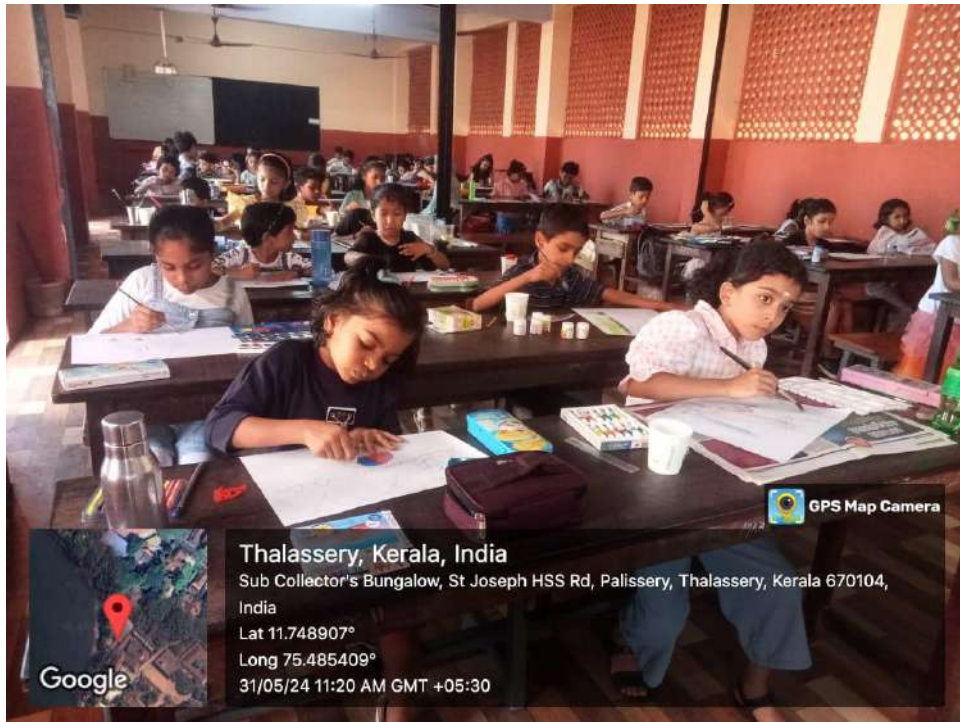 GPS Map Camera
Thalassery, Kerala, India
Sub Collector's Bungalow, St Joseph HSS Rd, Palissery, Thalassery, Kerala 670104,
India
Lat 11.748907°
Long 75.485409°
31/05/24 11:20 AM GMT +05:30
Google